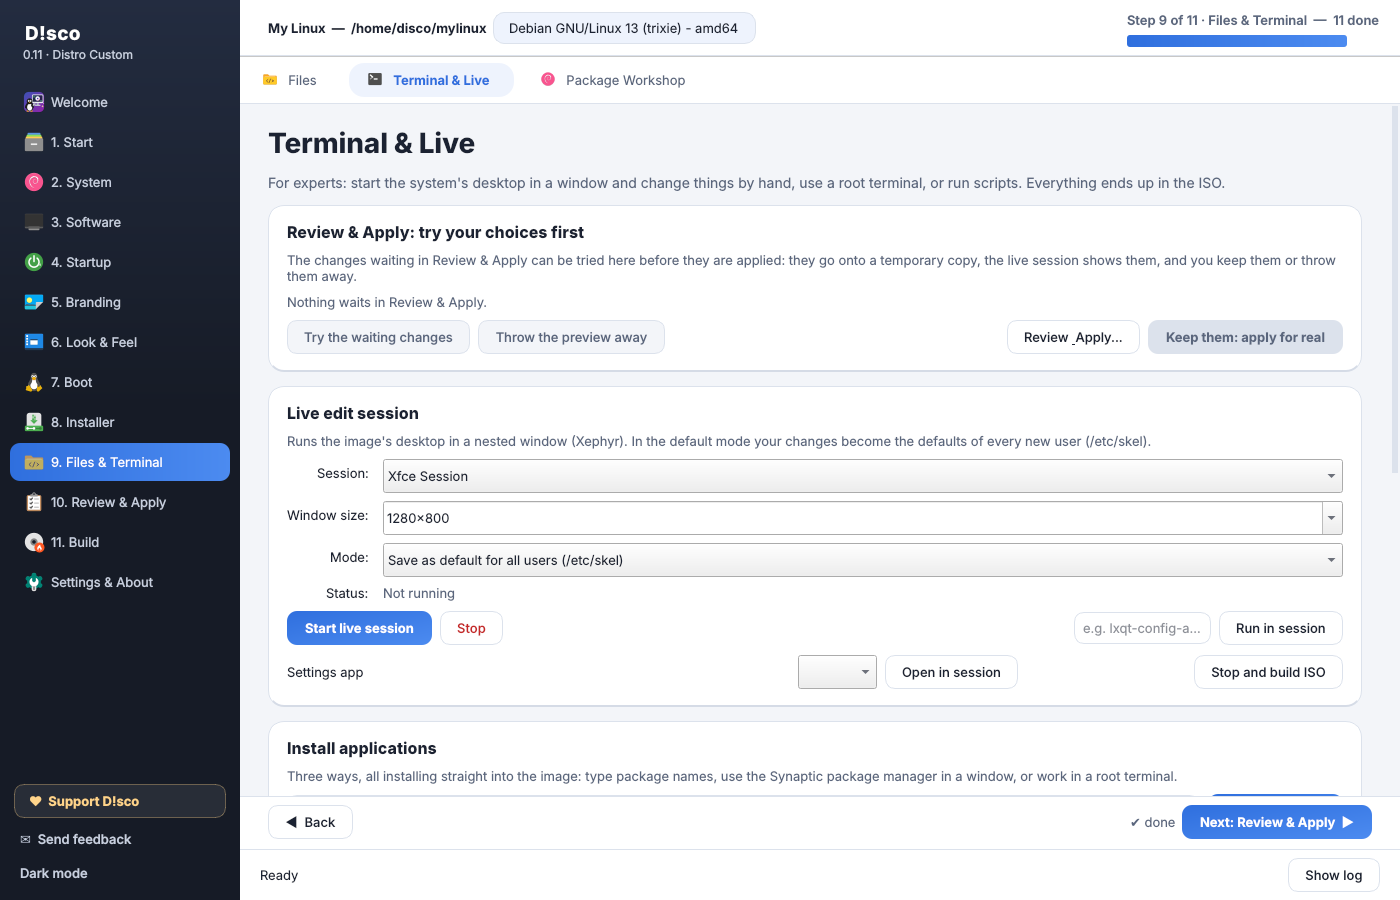 D!sco
0.11 · Distro Custom
Welcome
1. Start
2. System
3. Software
4. Startup
5. Branding
6. Look & Feel
7. Boot
8. Installer
9. Files & Terminal
10. Review & Apply
11. Build
Settings & About
Support D!sco
Send feedback
Dark mode
My Linux — /home/disco/mylinux
Debian GNU/Linux 13 (trixie) - amd64
Step 9 of 11 · Files & Terminal — 11 done
Files
Terminal & Live
Package Workshop
Terminal & Live
For experts: start the system's desktop in a window and change things by hand, use a root terminal, or run scripts. Everything ends up in the ISO.
Review & Apply: try your choices first
The changes waiting in Review & Apply can be tried here before they are applied: they go onto a temporary copy, the live session shows them, and you keep them or throw
them away.
Nothing waits in Review & Apply.
Try the waiting changes
Throw the preview away
Review _Apply...
Keep them: apply for real
Live edit session
Runs the image's desktop in a nested window (Xephyr). In the default mode your changes become the defaults of every new user (/etc/skel).
Session:
Xfce Session
Window size:
1280×800
Mode:
Save as default for all users (/etc/skel)
Status:
Not running
Start live session
Stop
e.g. lxqt-config-a...
Run in session
Settings app
Open in session
Stop and build ISO
Install applications
Three ways, all installing straight into the image: type package names, use the Synaptic package manager in a window, or work in a root terminal.
◀ Back
✔ done
Next: Review & Apply ▶
Ready
Show log